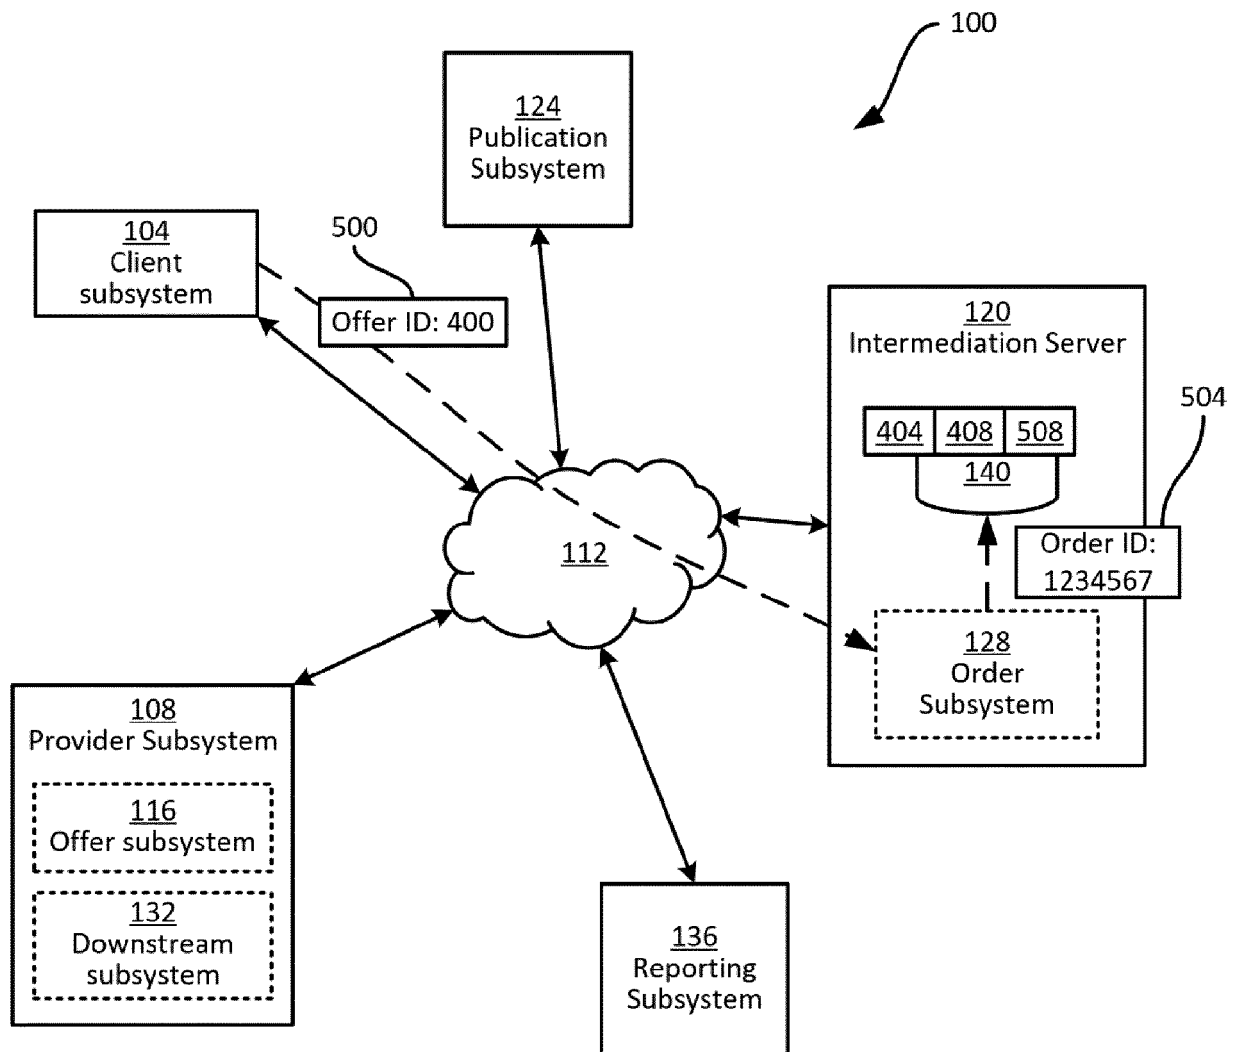 100
124
Publication
Subsystem
500
104
Client
subsystem
Offer ID: 400
120
Intermediation Server
504
404 408 508
140
Order ID:
1234567
112
128
Order
Subsystem
108
Provider Subsystem
116
Offer subsystem
132
Downstream
subsystem
136
Reporting
Subsystem